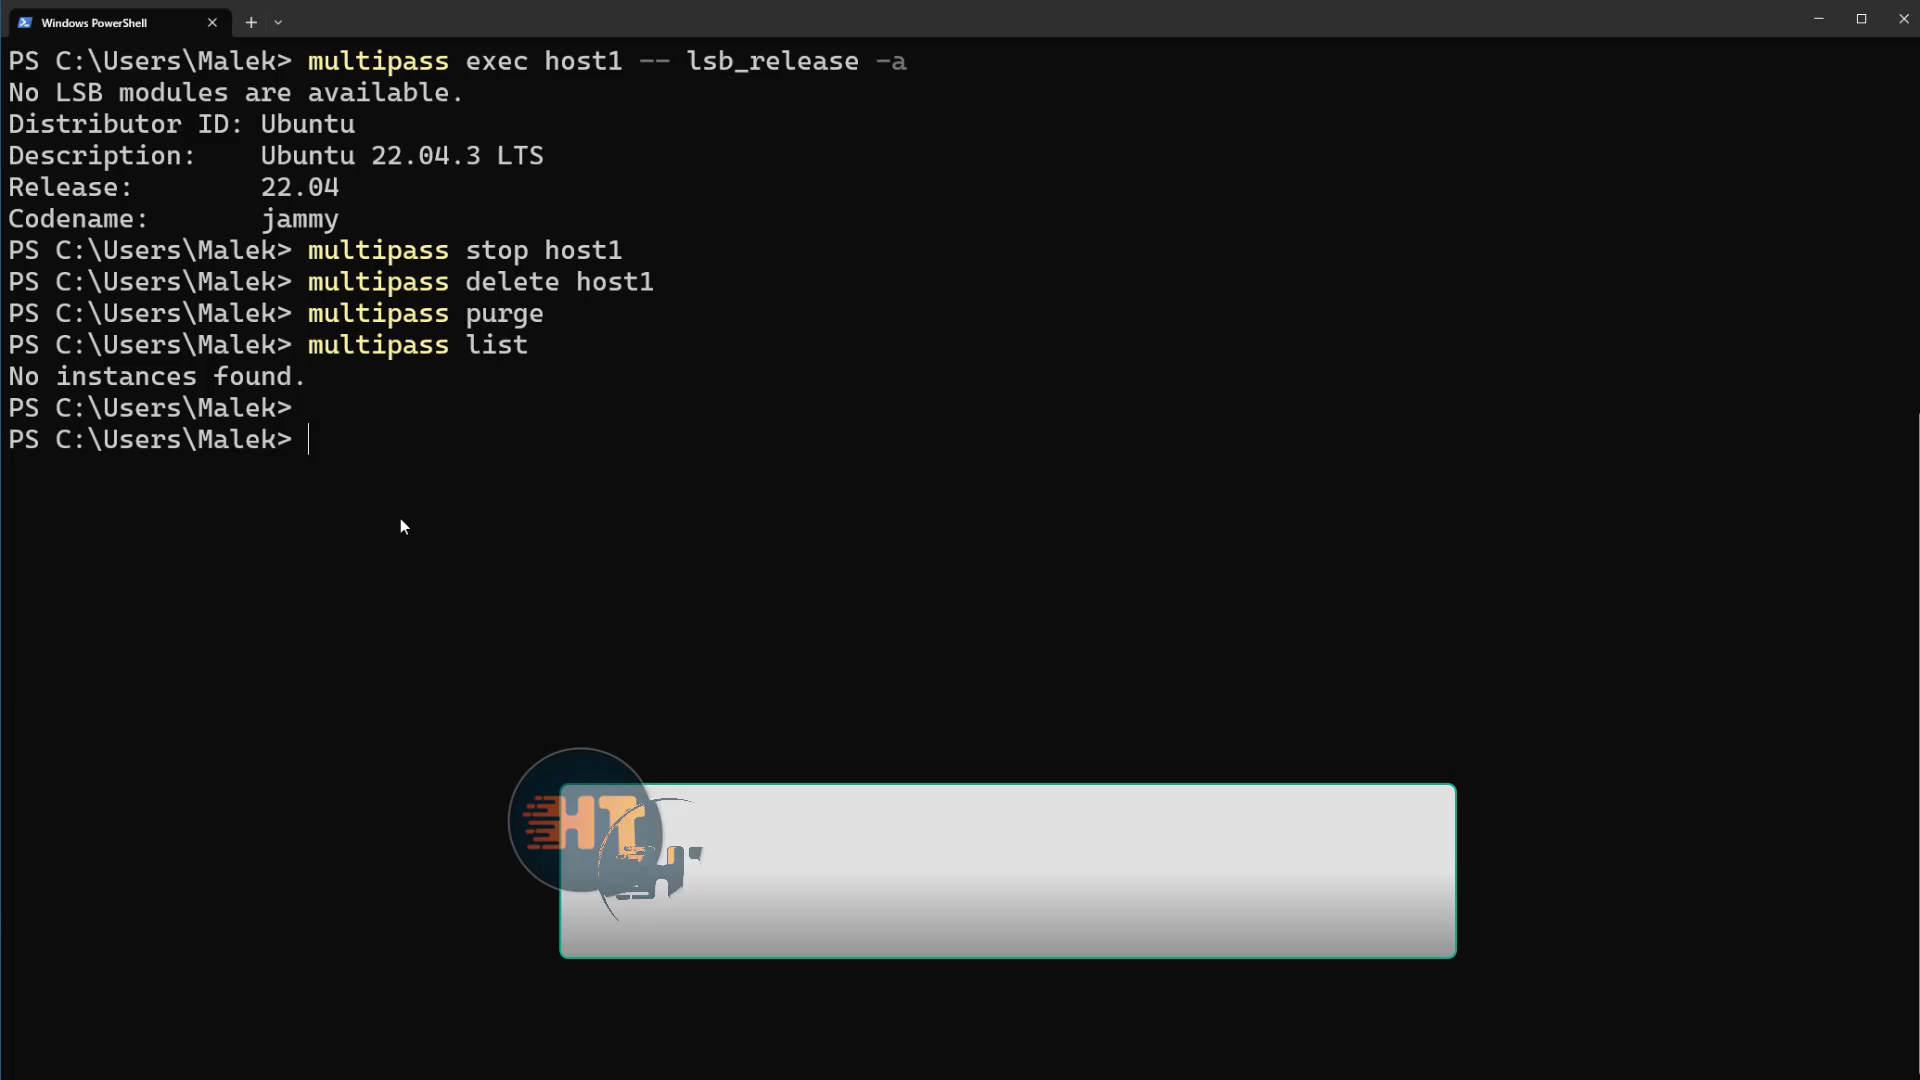 Windows PowerShell
PS C:\Users\Malek> multipass exec host1 -- lsb_release -a
No LSB modules are available.
Distributor ID: Ubuntu
Description:    Ubuntu 22.04.3 LTS
Release:        22.04
Codename:       jammy
PS C:\Users\Malek> multipass stop host1
PS C:\Users\Malek> multipass delete host1
PS C:\Users\Malek> multipass purge
PS C:\Users\Malek> multipass list
No instances found.
PS C:\Users\Malek>
PS C:\Users\Malek>
HT